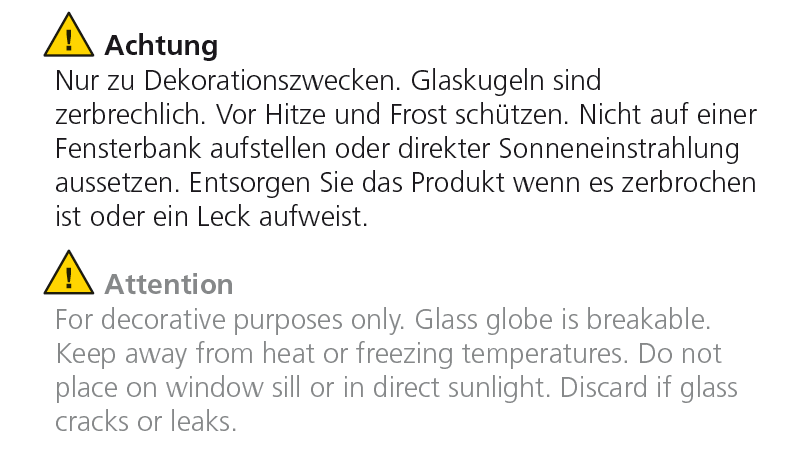 Achtung
Nur zu Dekorationszwecken. Glaskugeln sind
zerbrechlich. Vor Hitze und Frost schützen. Nicht auf einer
Fensterbank aufstellen oder direkter Sonneneinstrahlung
aussetzen. Entsorgen Sie das Produkt wenn es zerbrochen
ist oder ein Leck aufweist.
Attention
For decorative purposes only. Glass globe is breakable.
Keep away from heat or freezing temperatures. Do not
place on window sill or in direct sunlight. Discard if glass
cracks or leaks.